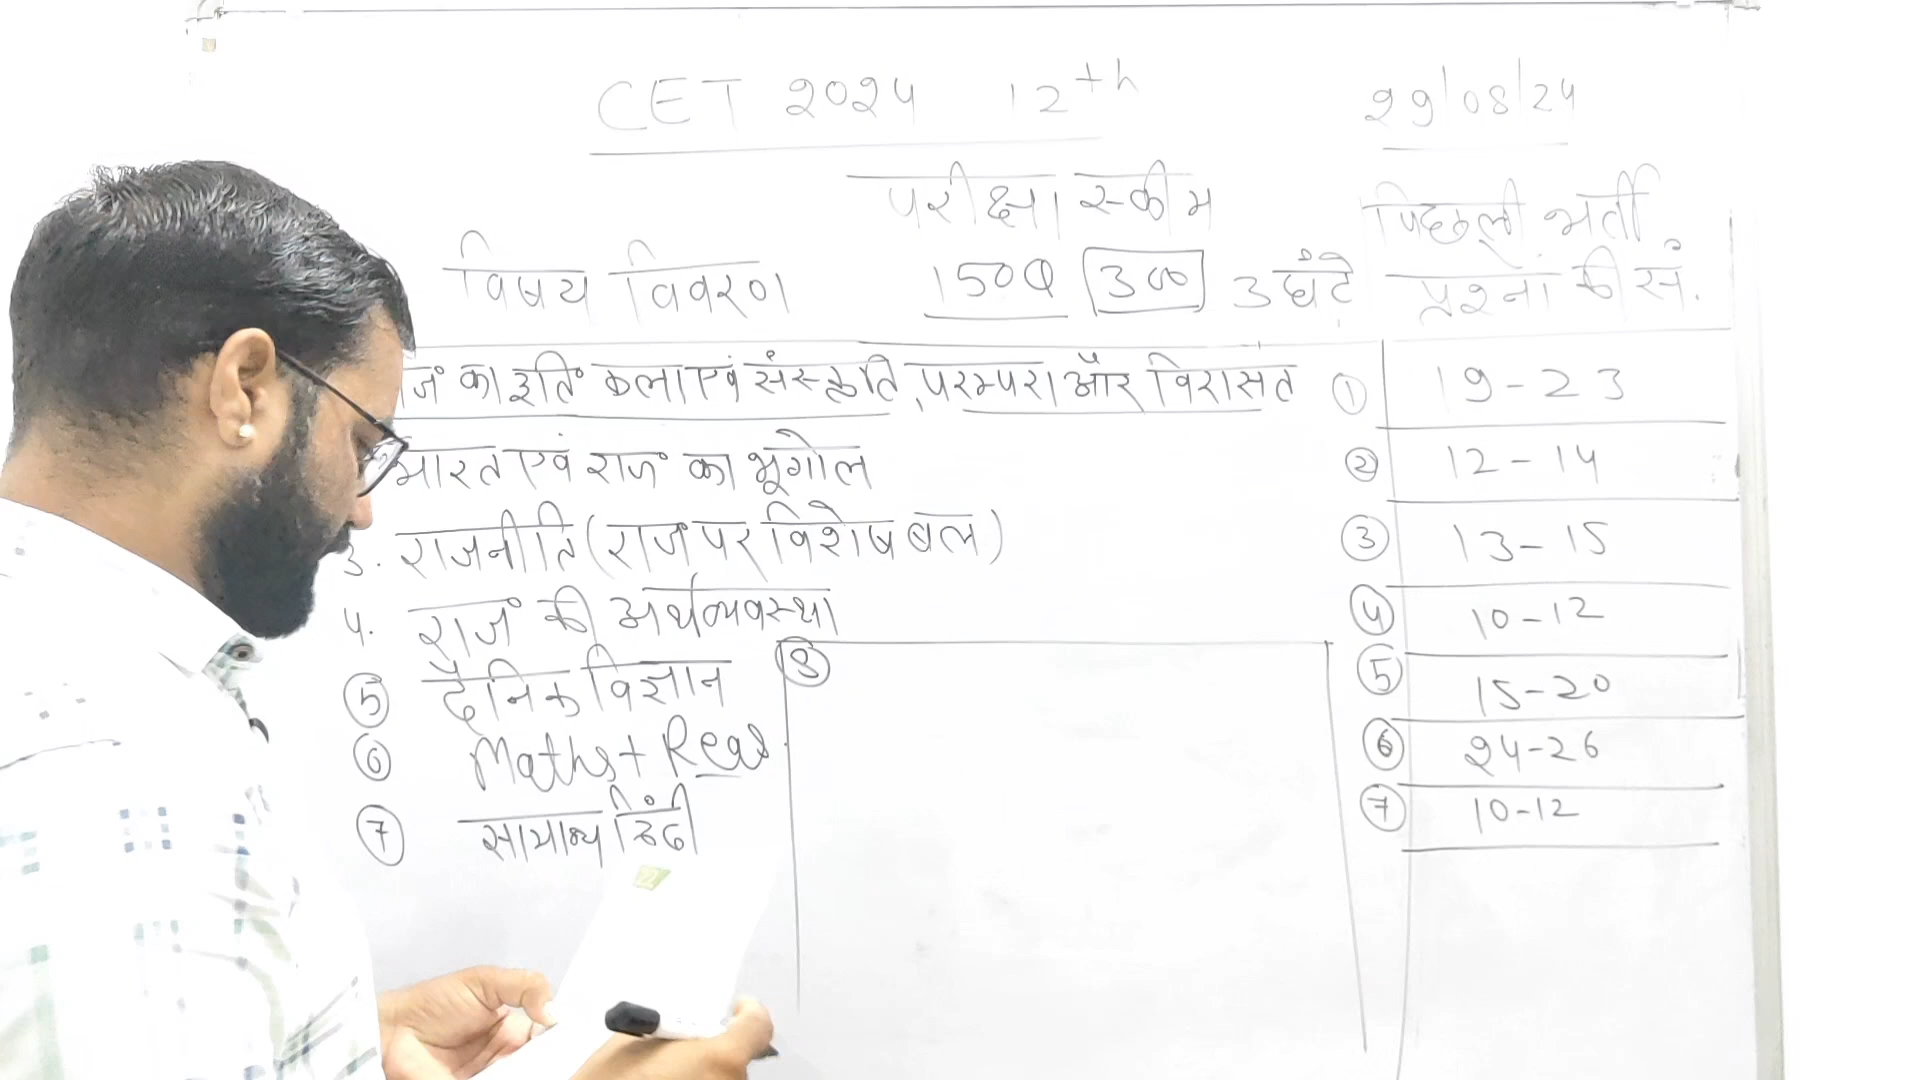 CET 2024 12th 29/08/24
परीक्षा स्कीम
पिछली भर्ती
विषय विवरण 150Q 300 3 घंटे प्रश्नों की सं.
राज॰ का इति॰ कला एवं संस्कृति, परम्परा और विरासत ① 19-23
भारत एवं राज॰ का भूगोल ② 12-14
3. राजनीति (राज॰ पर विशेष बल) ③ 13-15
4. राज॰ की अर्थव्यवस्था ④ 10-12
⑤ दैनिक विज्ञान ⑤ 15-20
⑥ Maths + Reas ⑥ 24-26
⑦ सामान्य हिंदी ⑦ 10-12
⑧